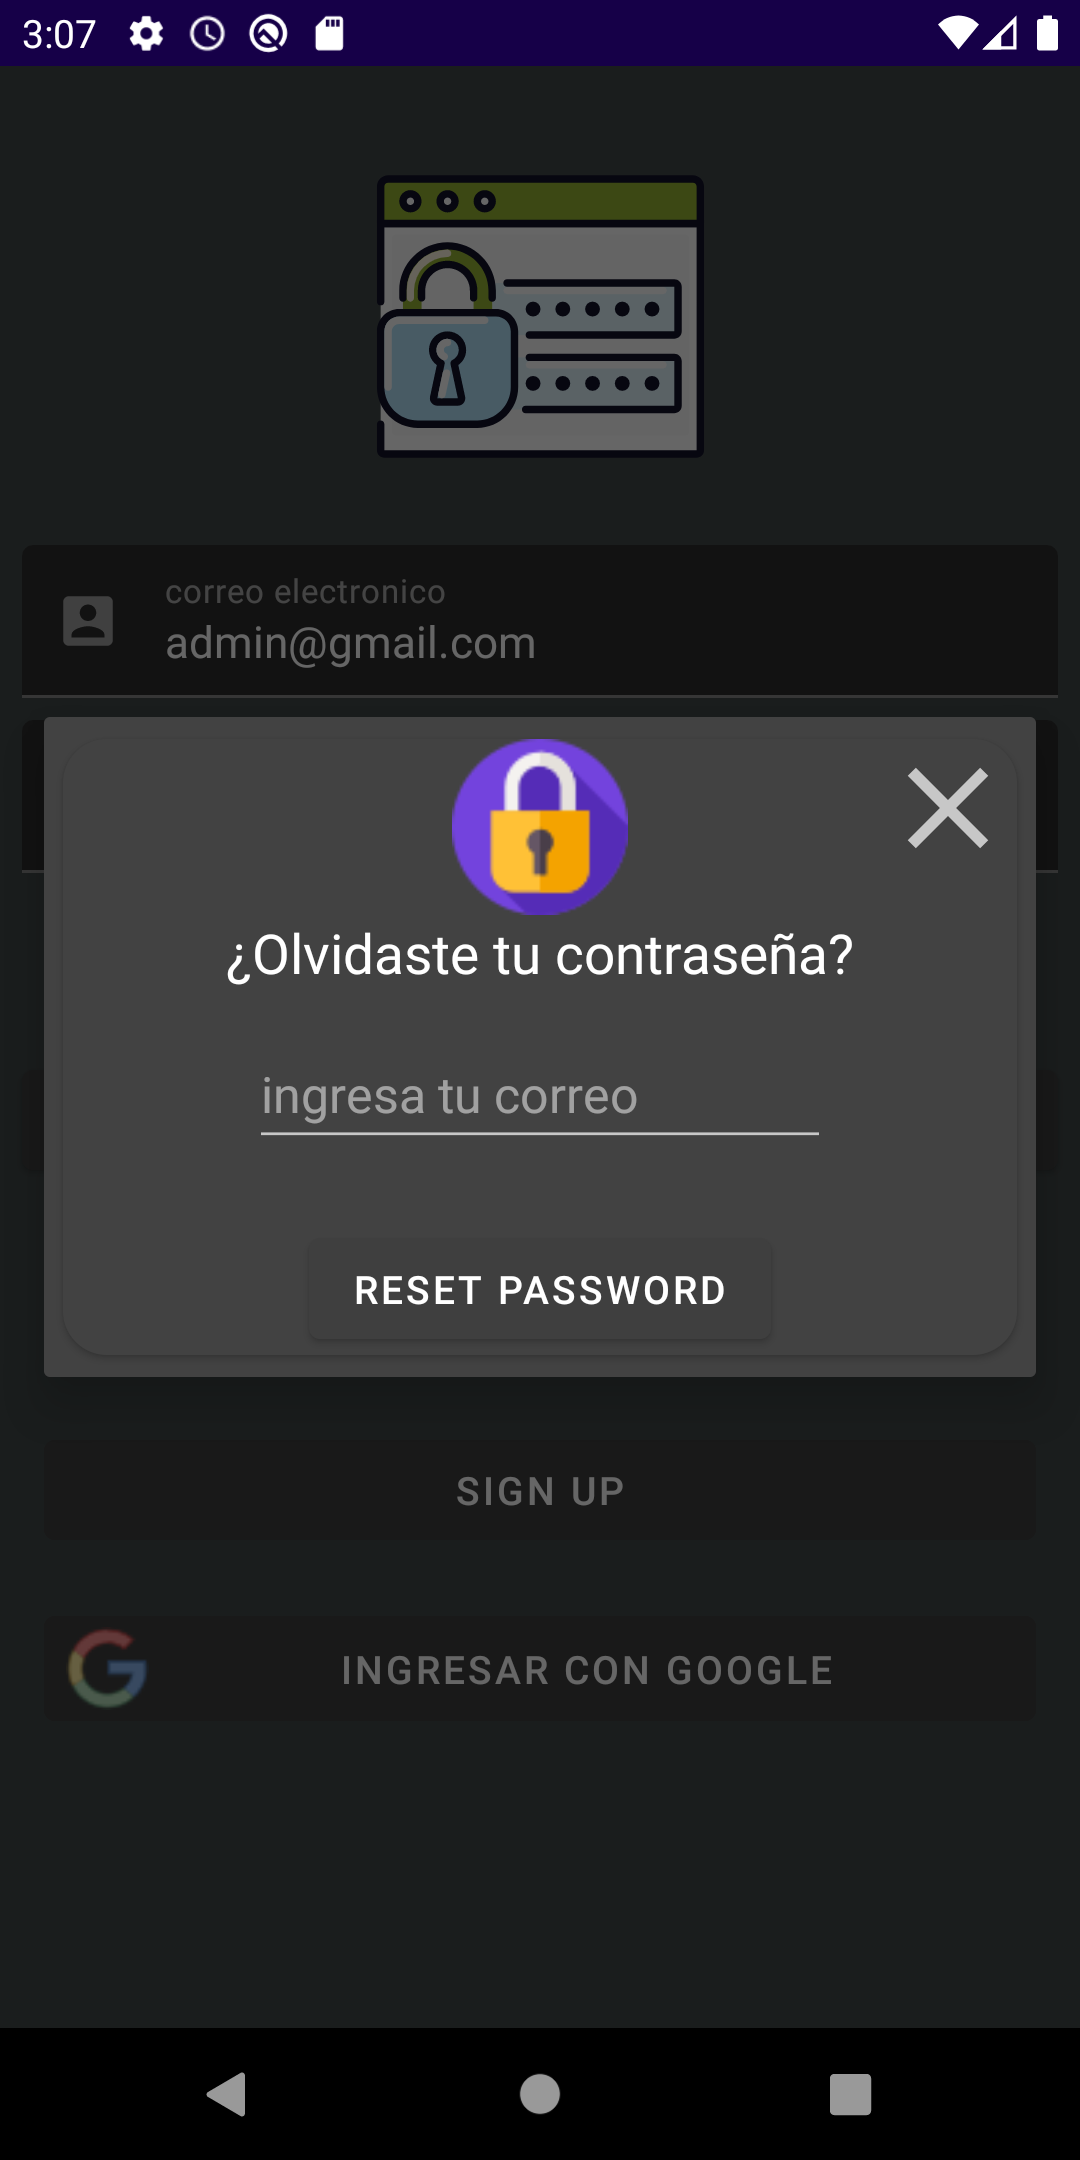 3:07
correo electronico
admin@gmail.com
¿Olvidaste tu contraseña?
ingresa tu correo
RESET PASSWORD
SIGN UP
INGRESAR CON GOOGLE